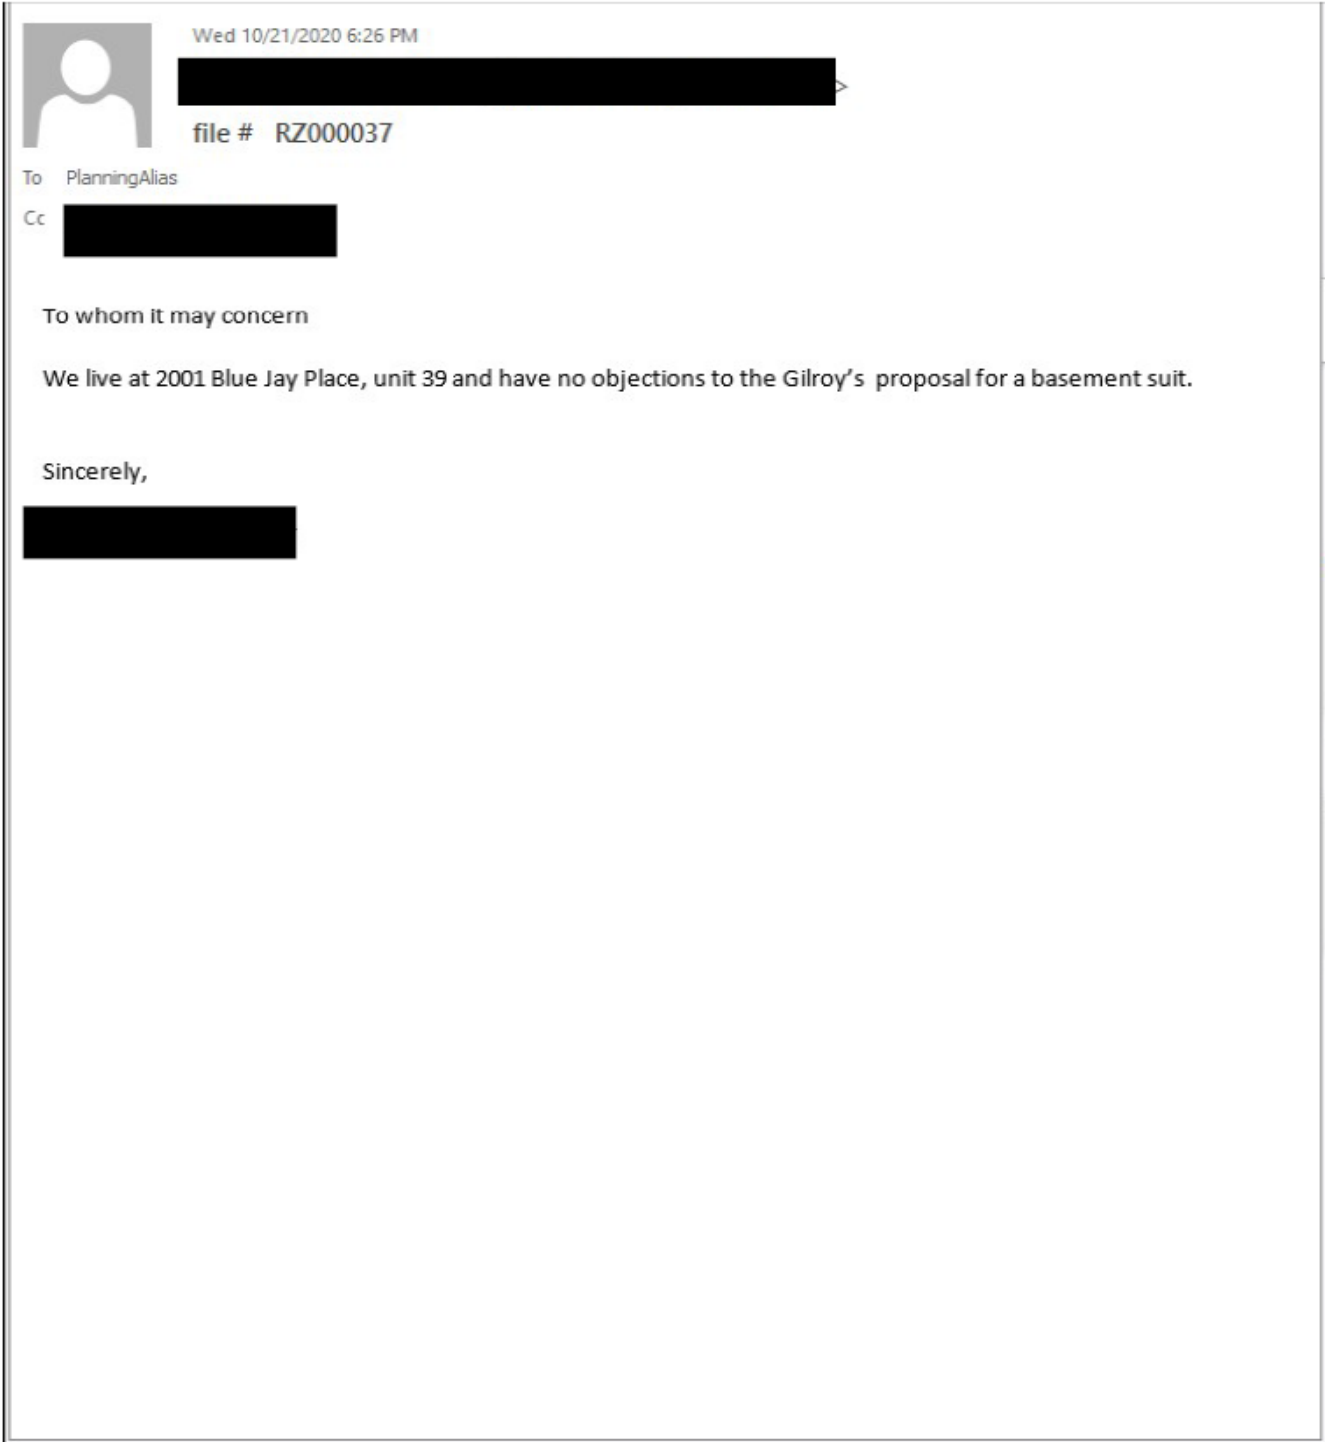 Wed 10/21/2020 6:26 PM
>
file # RZ000037
To PlanningAlias
Cc
To whom it may concern
We live at 2001 Blue Jay Place, unit 39 and have no objections to the Gilroy’s proposal for a basement suit.
Sincerely,